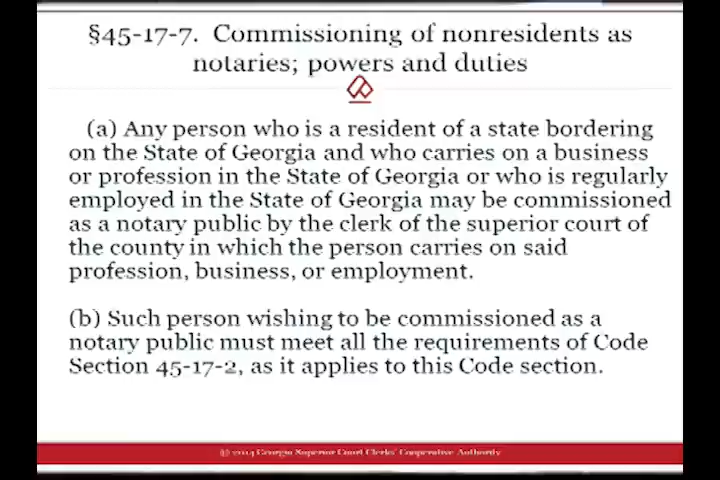 §45-17-7. Commissioning of nonresidents as
notaries; powers and duties
(a) Any person who is a resident of a state bordering
on the State of Georgia and who carries on a business
or profession in the State of Georgia or who is regularly
employed in the State of Georgia may be commissioned
as a notary public by the clerk of the superior court of
the county in which the person carries on said
profession, business, or employment.
(b) Such person wishing to be commissioned as a
notary public must meet all the requirements of Code
Section 45-17-2, as it applies to this Code section.
© 2014 Georgia Superior Court Clerks' Cooperative Authority